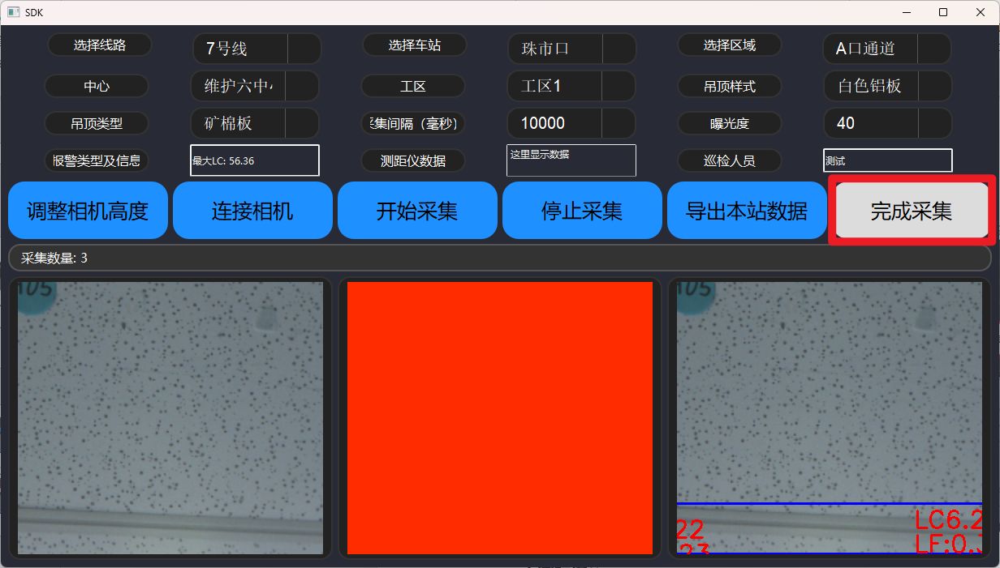 SDK
选择线路 7号线 选择车站 珠市口 选择区域 A口通道
中心 维护六中 工区 工区1 吊顶样式 白色铝板
吊顶类型 矿棉板 采集间隔（毫秒） 10000 曝光度 40
报警类型及信息 最大LC: 56.36 测距仪数据 这里显示数据 巡检人员 测试
调整相机高度 连接相机 开始采集 停止采集 导出本站数据 完成采集
采集数量: 3
105 105
22 LC6.2
23 LF:0.